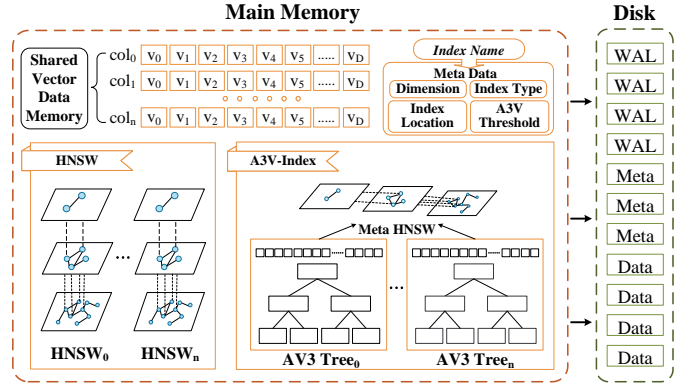 Main Memory
Disk
Shared
Vector
Data
Memory
col0 v0 v1 v2 v3 v4 v5 ..... vD
col1 v0 v1 v2 v3 v4 v5 ..... vD
coln v0 v1 v2 v3 v4 v5 ..... vD
Index Name
Meta Data
Dimension
Index Type
Index
Location
A3V
Threshold
HNSW
...
HNSW0
HNSWn
A3V-Index
Meta HNSW
......
......
...
AV3 Tree0
AV3 Treen
WAL
WAL
WAL
WAL
Meta
Meta
Meta
Data
Data
Data
Data